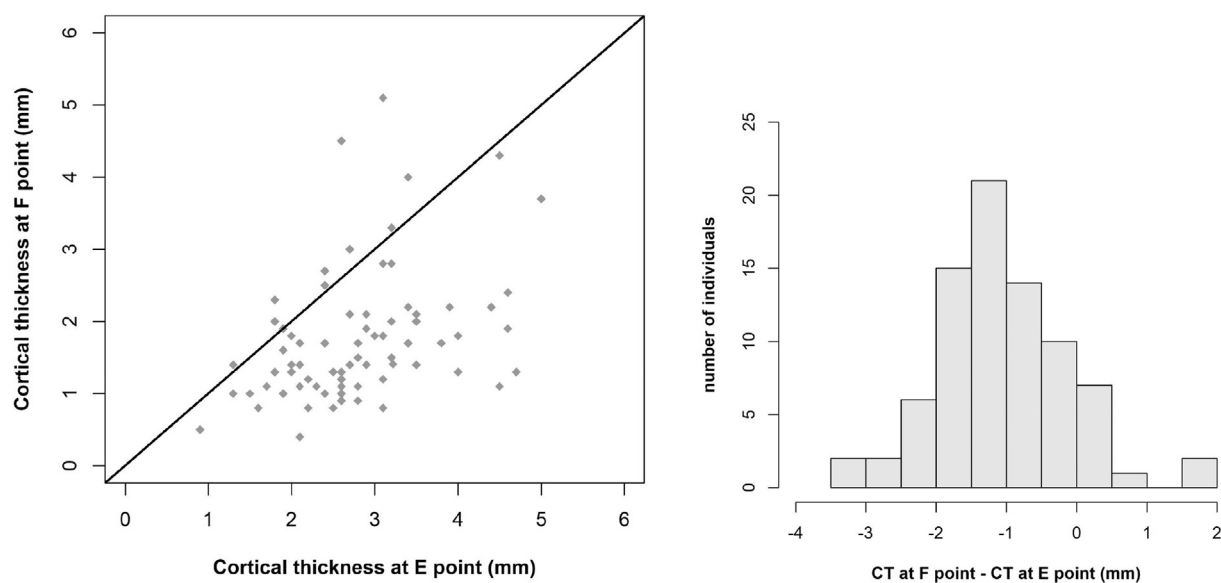 Cortical thickness at F point (mm)
6
5
4
3
2
1
0
0 1 2 3 4 5 6
Cortical thickness at E point (mm)
number of individuals
25
20
15
10
5
0
-4 -3 -2 -1 0 1 2
CT at F point - CT at E point (mm)